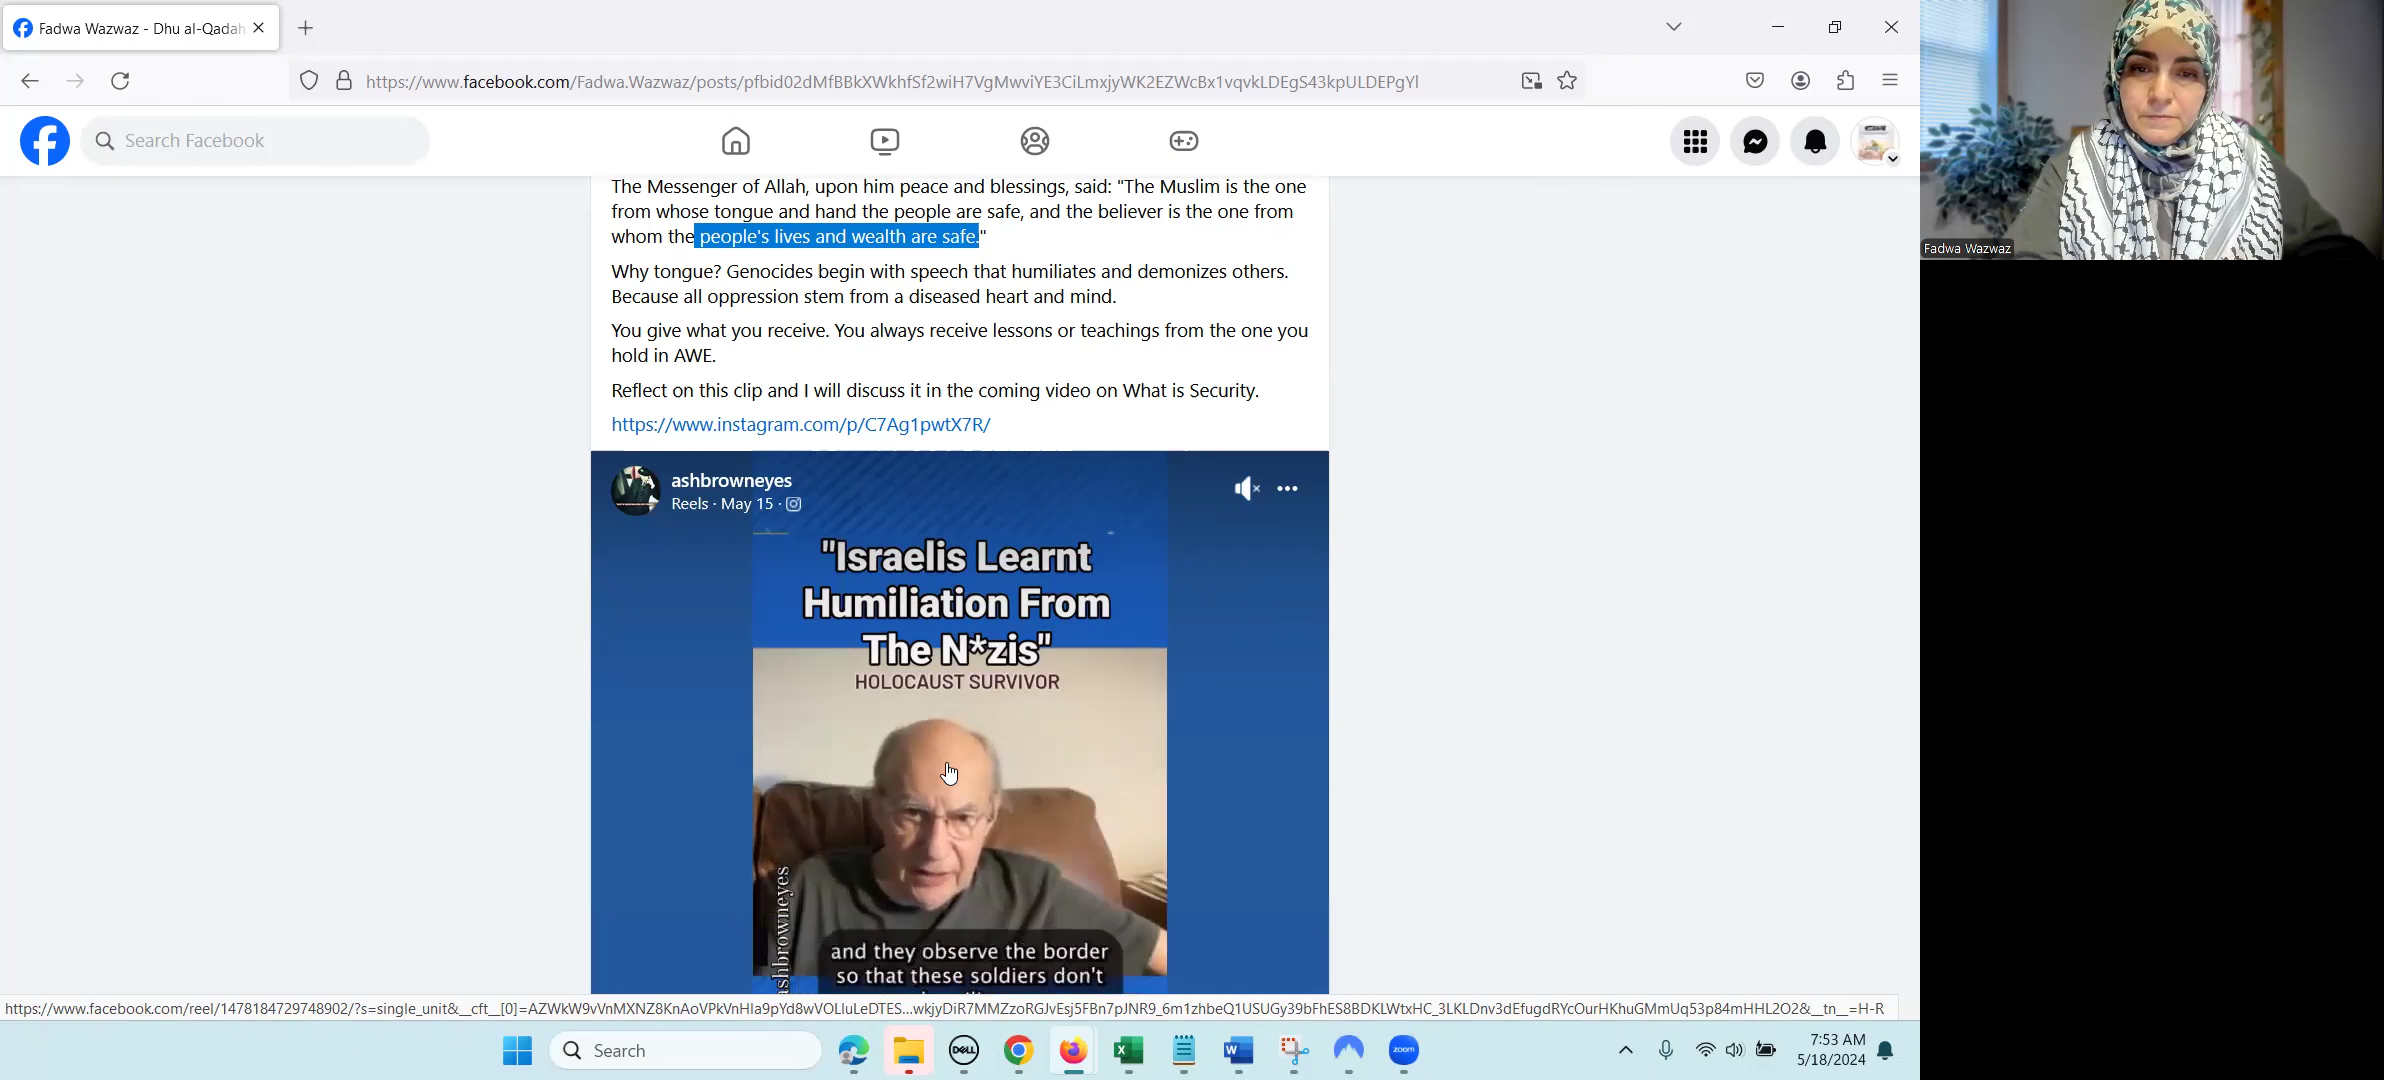 Fadwa Wazwaz - Dhu al-Qadah
https://www.facebook.com/Fadwa.Wazwaz/posts/pfbid02dMfBBkXWkhfSf2wiH7VgMwviYE3CiLmxjyWK2EZWcBx1vqvkLDEgS43kpULDEPgYl
Search Facebook
The Messenger of Allah, upon him peace and blessings, said: "The Muslim is the one
from whose tongue and hand the people are safe, and the believer is the one from
whom the people's lives and wealth are safe."
Why tongue? Genocides begin with speech that humiliates and demonizes others.
Because all oppression stem from a diseased heart and mind.
You give what you receive. You always receive lessons or teachings from the one you
hold in AWE.
Reflect on this clip and I will discuss it in the coming video on What is Security.
https://www.instagram.com/p/C7Ag1pwtX7R/
ashbrowneyes
Reels · May 15 ·
"Israelis Learnt
Humiliation From
The N*zis"
HOLOCAUST SURVIVOR
ashbrowneyes
and they observe the border
so that these soldiers don't
Fadwa Wazwaz
https://www.facebook.com/reel/1478184729748902/?s=single_unit&__cft__[0]=AZWkW9vVnMXNZ8KnAoVPkVnHIa9pYd8wVOLIuLeDTES...wkjyDiR7MMZzoRGJvEsj5FBn7pJNR9_6m1zhbeQ1USUGy39bFhES8BDKLWtxHC_3LKLDnv3dEfugdRYcOurHKhuGMmUq53p84mHHL2O2&__tn__=H-R
Search
DELL
zoom
7:53 AM
5/18/2024